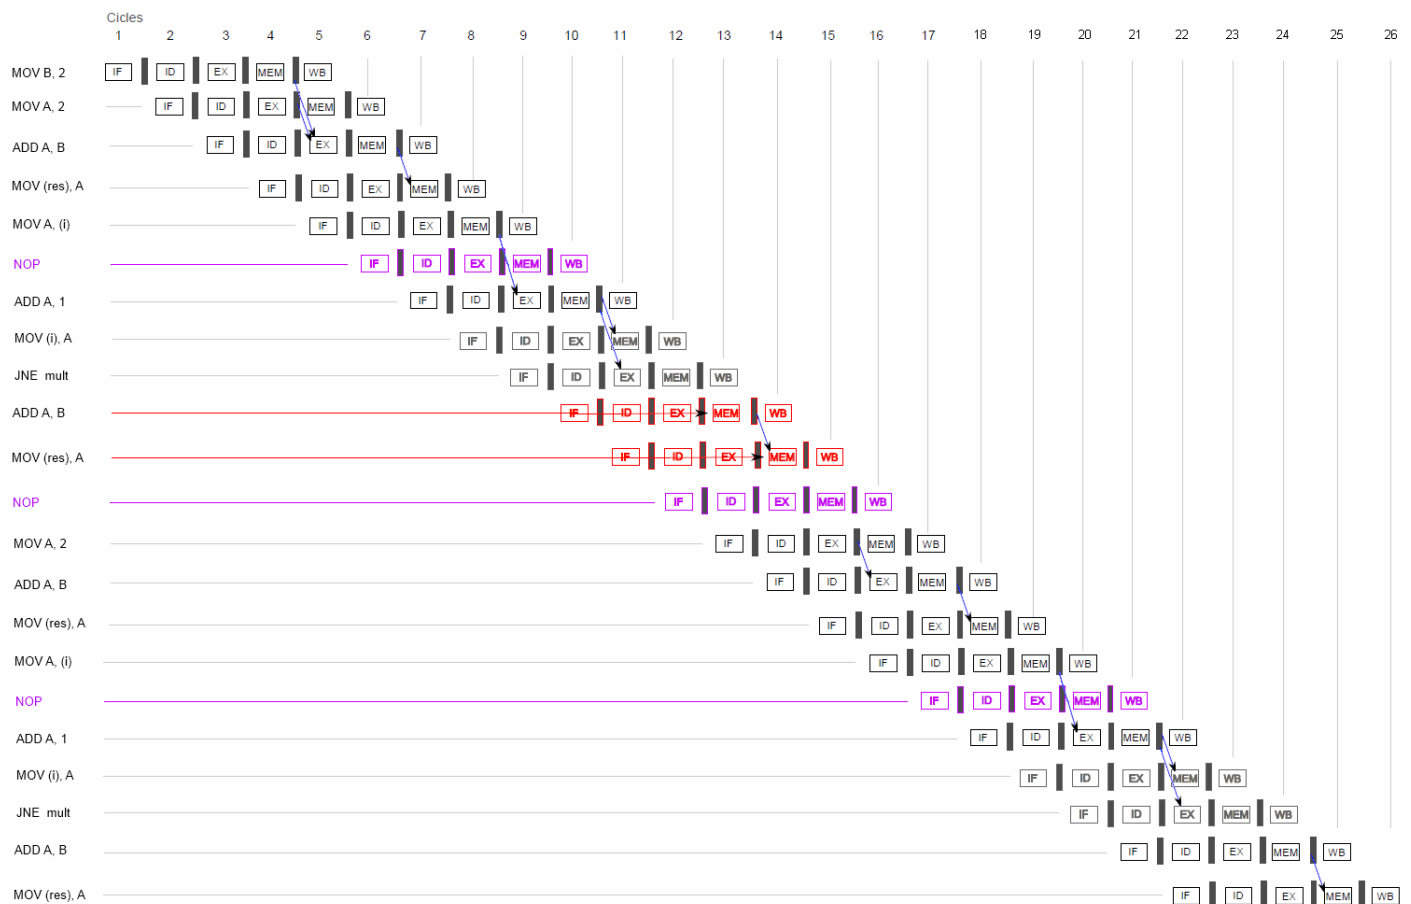 Cicles
1 2 3 4 5 6 7 8 9 10 11 12 13 14 15 16 17 18 19 20 21 22 23 24 25 26
MOV B, 2 IF ID EX MEM WB
MOV A, 2 IF ID EX MEM WB
ADD A, B IF ID EX MEM WB
MOV (res), A IF ID EX MEM WB
MOV A, (i) IF ID EX MEM WB
NOP IF ID EX MEM WB
ADD A, 1 IF ID EX MEM WB
MOV (i), A IF ID EX MEM WB
JNE mult IF ID EX MEM WB
ADD A, B IF ID EX MEM WB
MOV (res), A IF ID EX MEM WB
NOP IF ID EX MEM WB
MOV A, 2 IF ID EX MEM WB
ADD A, B IF ID EX MEM WB
MOV (res), A IF ID EX MEM WB
MOV A, (i) IF ID EX MEM WB
NOP IF ID EX MEM WB
ADD A, 1 IF ID EX MEM WB
MOV (i), A IF ID EX MEM WB
JNE mult IF ID EX MEM WB
ADD A, B IF ID EX MEM WB
MOV (res), A IF ID EX MEM WB